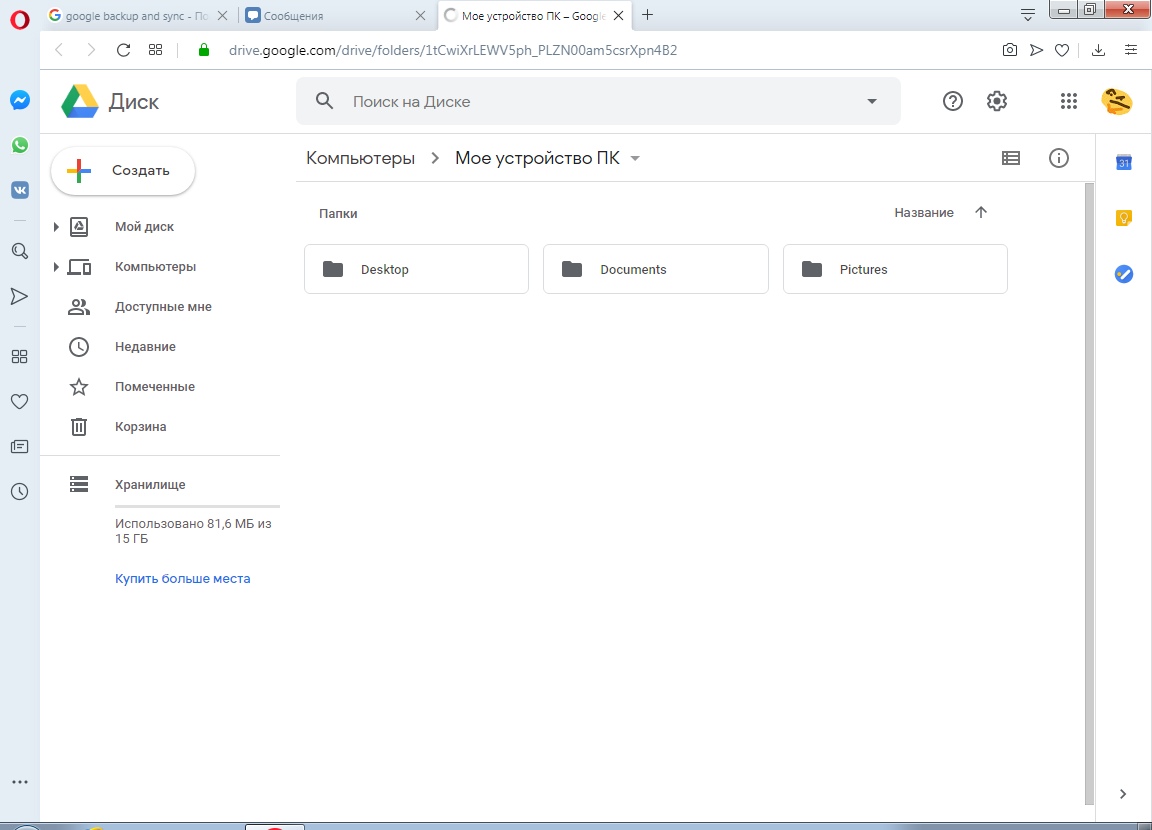 google backup and sync - По
Сообщения
Мое устройство ПК – Google
drive.google.com/drive/folders/1tCwiXrLEWV5ph_PLZN00am5csrXpn4B2
Диск
Поиск на Диске
Создать
Компьютеры
Мое устройство ПК
Мой диск
Компьютеры
Доступные мне
Недавние
Помеченные
Корзина
Хранилище
Использовано 81,6 МБ из
15 ГБ
Купить больше места
Папки
Название
Desktop
Documents
Pictures
31